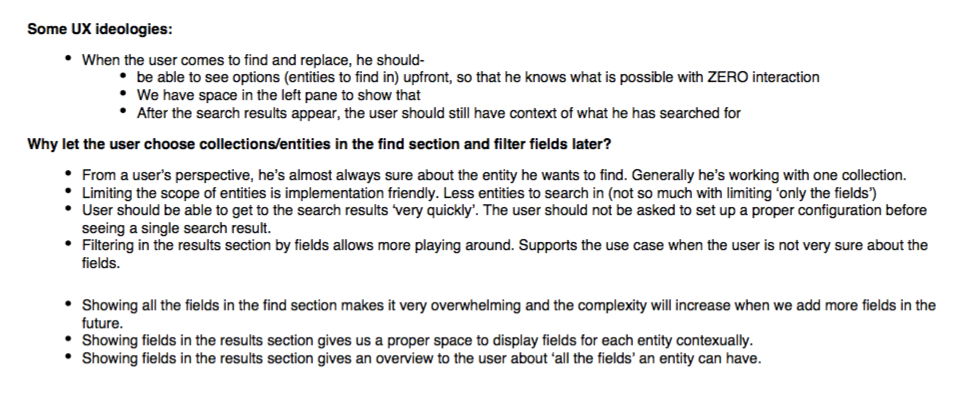 Some UX ideologies:
• When the user comes to find and replace, he should-
• be able to see options (entities to find in) upfront, so that he knows what is possible with ZERO interaction
• We have space in the left pane to show that
• After the search results appear, the user should still have context of what he has searched for
Why let the user choose collections/entities in the find section and filter fields later?
• From a user's perspective, he's almost always sure about the entity he wants to find. Generally he's working with one collection.
• Limiting the scope of entities is implementation friendly. Less entities to search in (not so much with limiting 'only the fields')
• User should be able to get to the search results 'very quickly'. The user should not be asked to set up a proper configuration before
seeing a single search result.
• Filtering in the results section by fields allows more playing around. Supports the use case when the user is not very sure about the
fields.
• Showing all the fields in the find section makes it very overwhelming and the complexity will increase when we add more fields in the
future.
• Showing fields in the results section gives us a proper space to display fields for each entity contexually.
• Showing fields in the results section gives an overview to the user about 'all the fields' an entity can have.